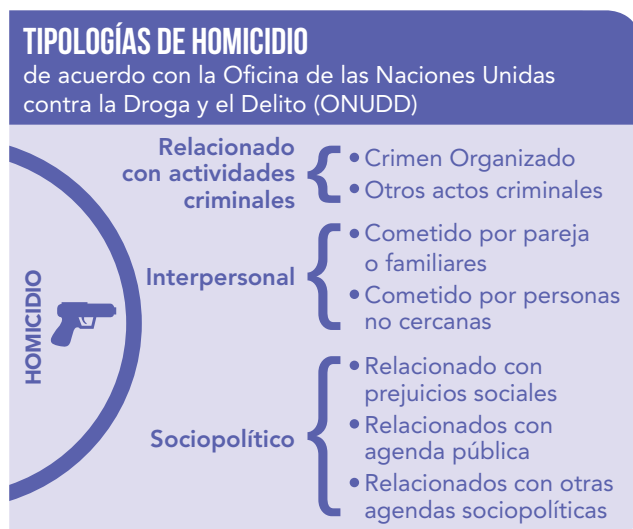 TIPOLOGÍAS DE HOMICIDIO
de acuerdo con la Oficina de las Naciones Unidas
contra la Droga y el Delito (ONUDD)
HOMICIDIO
Relacionado
con actividades
criminales
• Crimen Organizado
• Otros actos criminales
Interpersonal
• Cometido por pareja
o familiares
• Cometido por personas
no cercanas
Sociopolítico
• Relacionado con
prejuicios sociales
• Relacionados con
agenda pública
• Relacionados con otras
agendas sociopolíticas